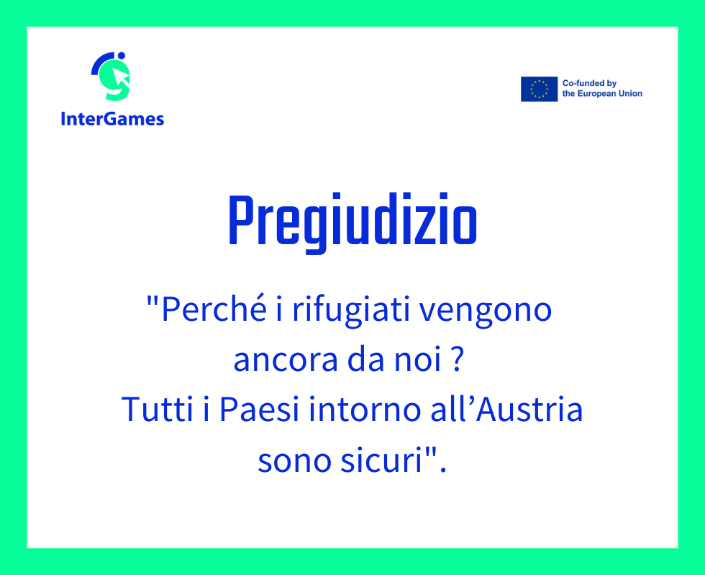 InterGames
Co-funded by
the European Union
Pregiudizio
"Perché i rifugiati vengono
ancora da noi ?
Tutti i Paesi intorno all’Austria
sono sicuri".